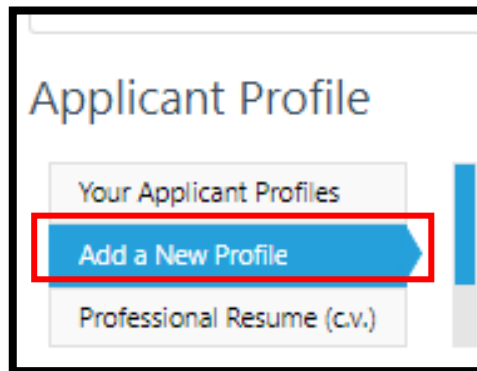 Applicant Profile
Your Applicant Profiles
Add a New Profile
Professional Resume (c.v.)